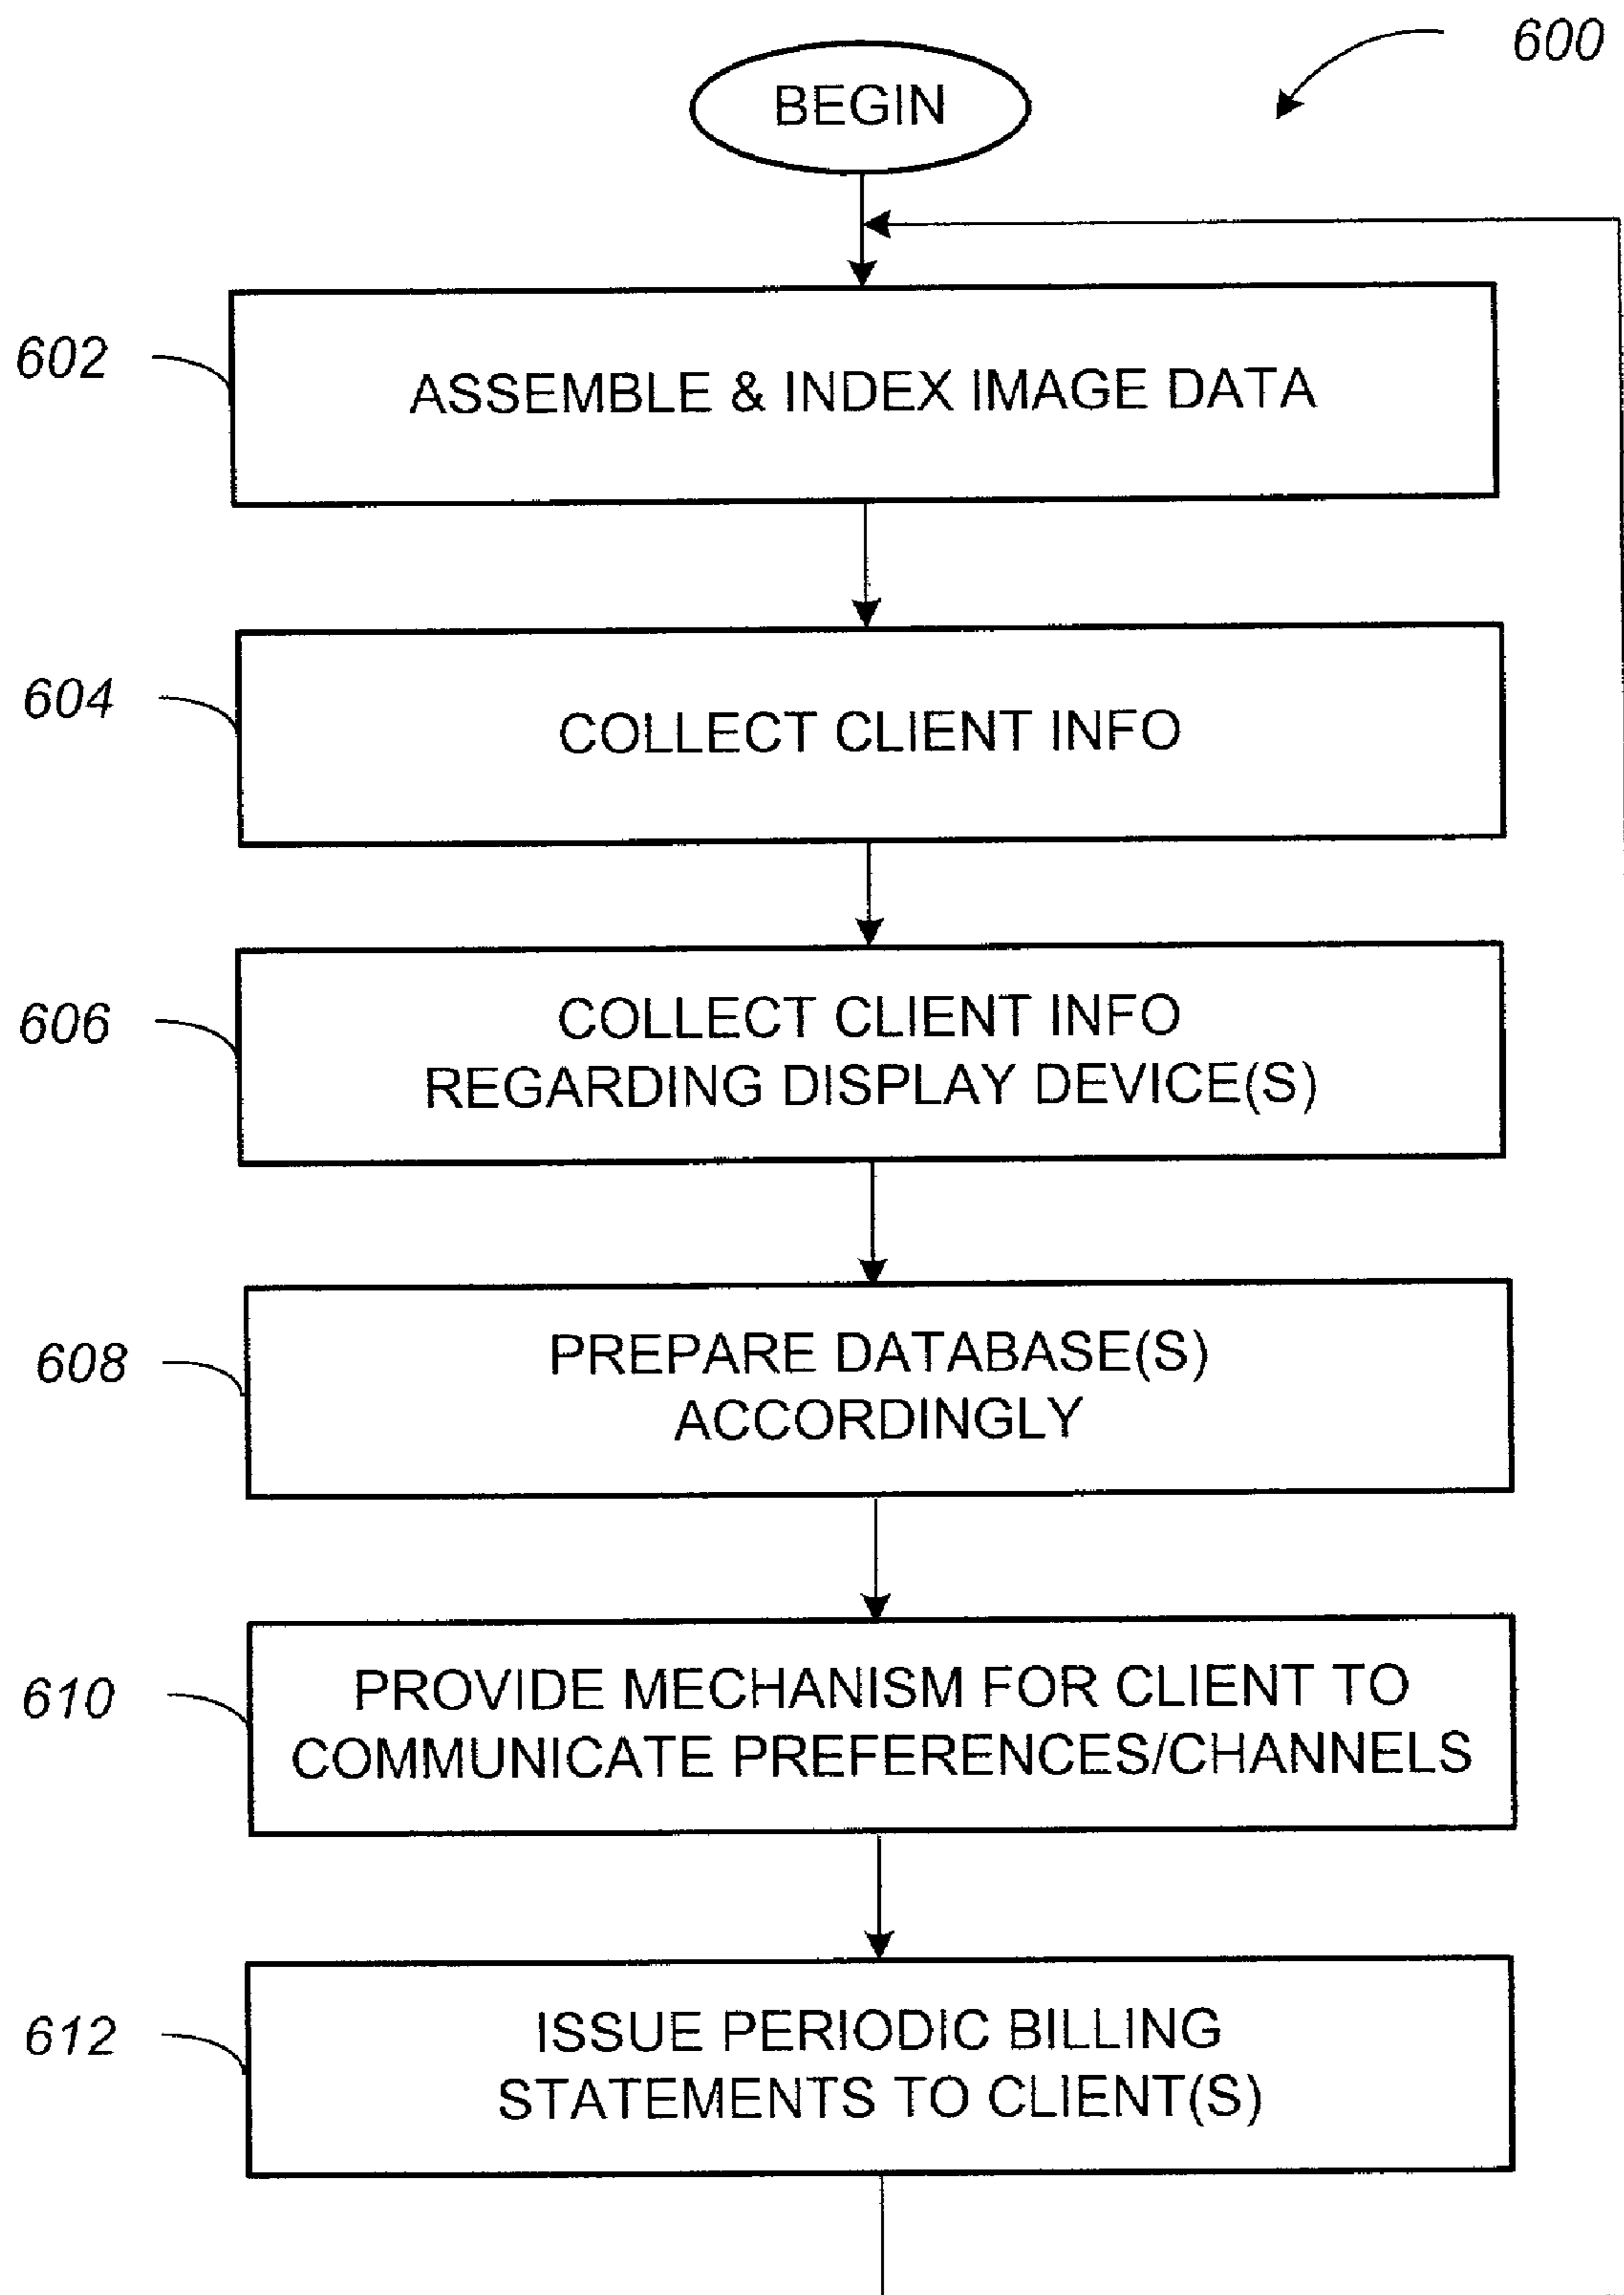 600
BEGIN
602
ASSEMBLE & INDEX IMAGE DATA
604
COLLECT CLIENT INFO
606
COLLECT CLIENT INFO
REGARDING DISPLAY DEVICE(S)
608
PREPARE DATABASE(S)
ACCORDINGLY
610
PROVIDE MECHANISM FOR CLIENT TO
COMMUNICATE PREFERENCES/CHANNELS
612
ISSUE PERIODIC BILLING
STATEMENTS TO CLIENT(S)